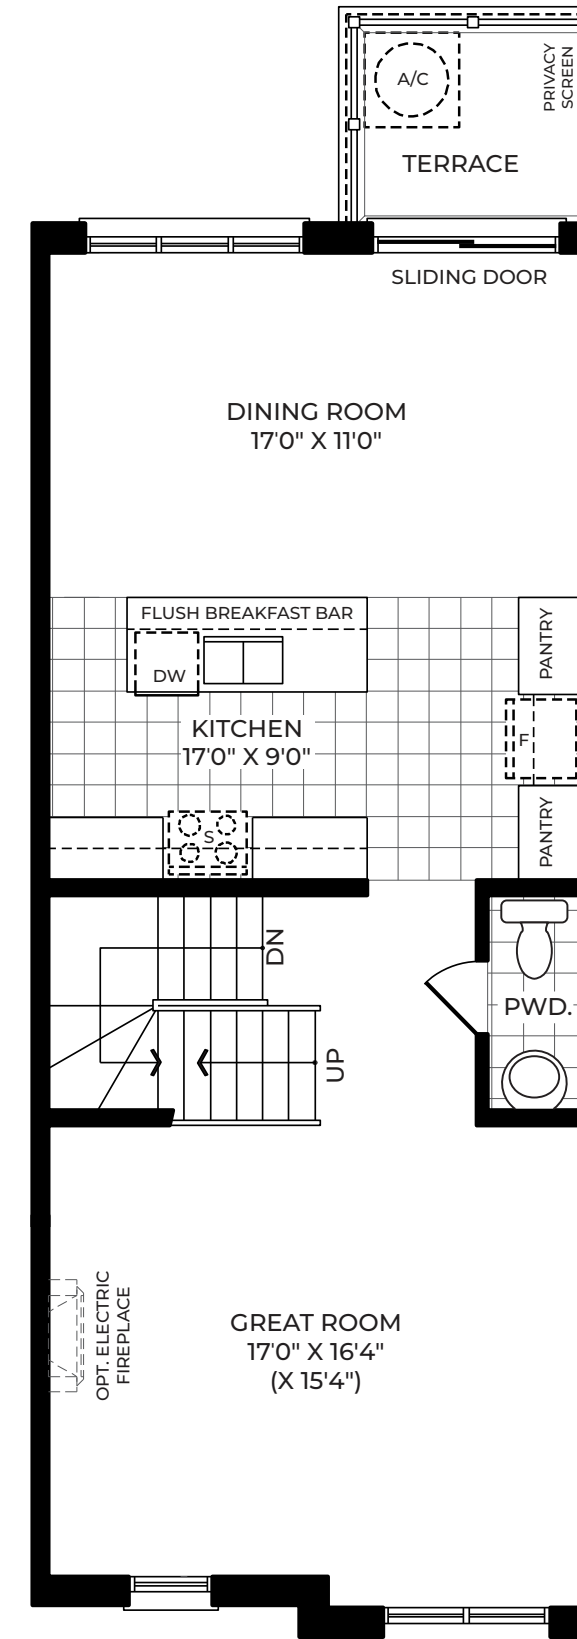 A/C
PRIVACY
SCREEN
TERRACE
SLIDING DOOR
DINING ROOM
17'0" X 11'0"
FLUSH BREAKFAST BAR
DW
PANTRY
KITCHEN
17'0" X 9'0"
F
S
PANTRY
DN
UP
PWD.
OPT. ELECTRIC
FIREPLACE
GREAT ROOM
17'0" X 16'4"
(X 15'4")